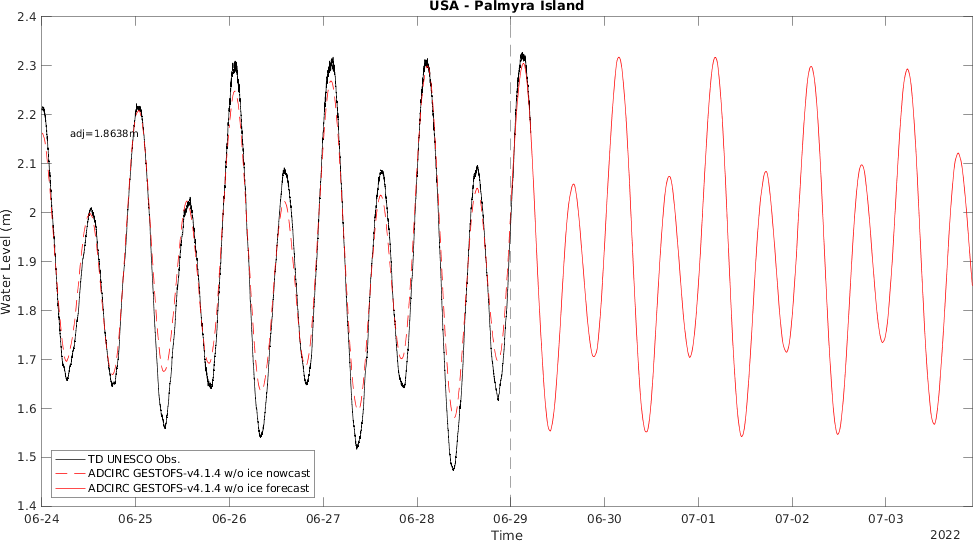 USA - Palmyra Island
2.4
2.3
2.2
2.1
2
1.9
1.8
1.7
1.6
1.5
1.4
Water Level (m)
adj=1.8638m
TD UNESCO Obs.
ADCIRC GESTOFS-v4.1.4 w/o ice nowcast
ADCIRC GESTOFS-v4.1.4 w/o ice forecast
06-24 06-25 06-26 06-27 06-28 06-29 06-30 07-01 07-02 07-03
Time
2022